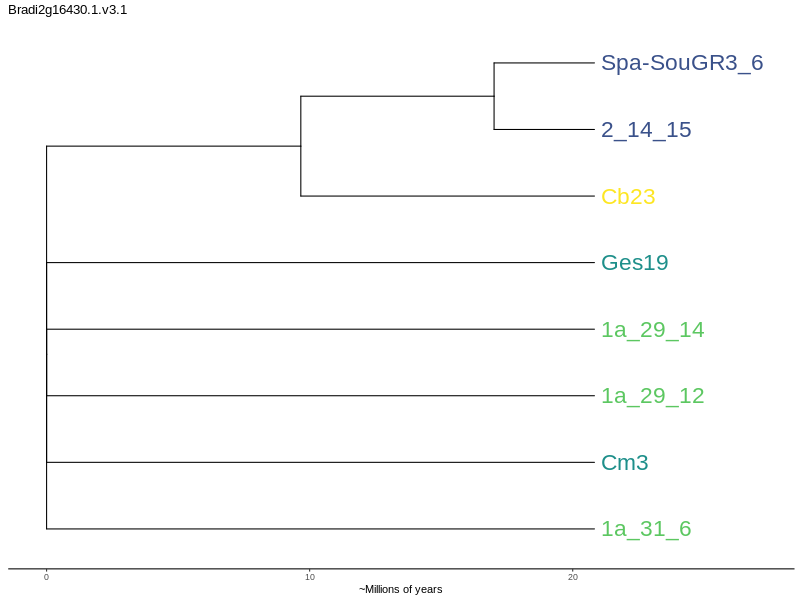 Bradi2g16430.1.v3.1
Spa-SouGR3_6
2_14_15
Cb23
Ges19
1a_29_14
1a_29_12
Cm3
1a_31_6
0 10 20
~Millions of years